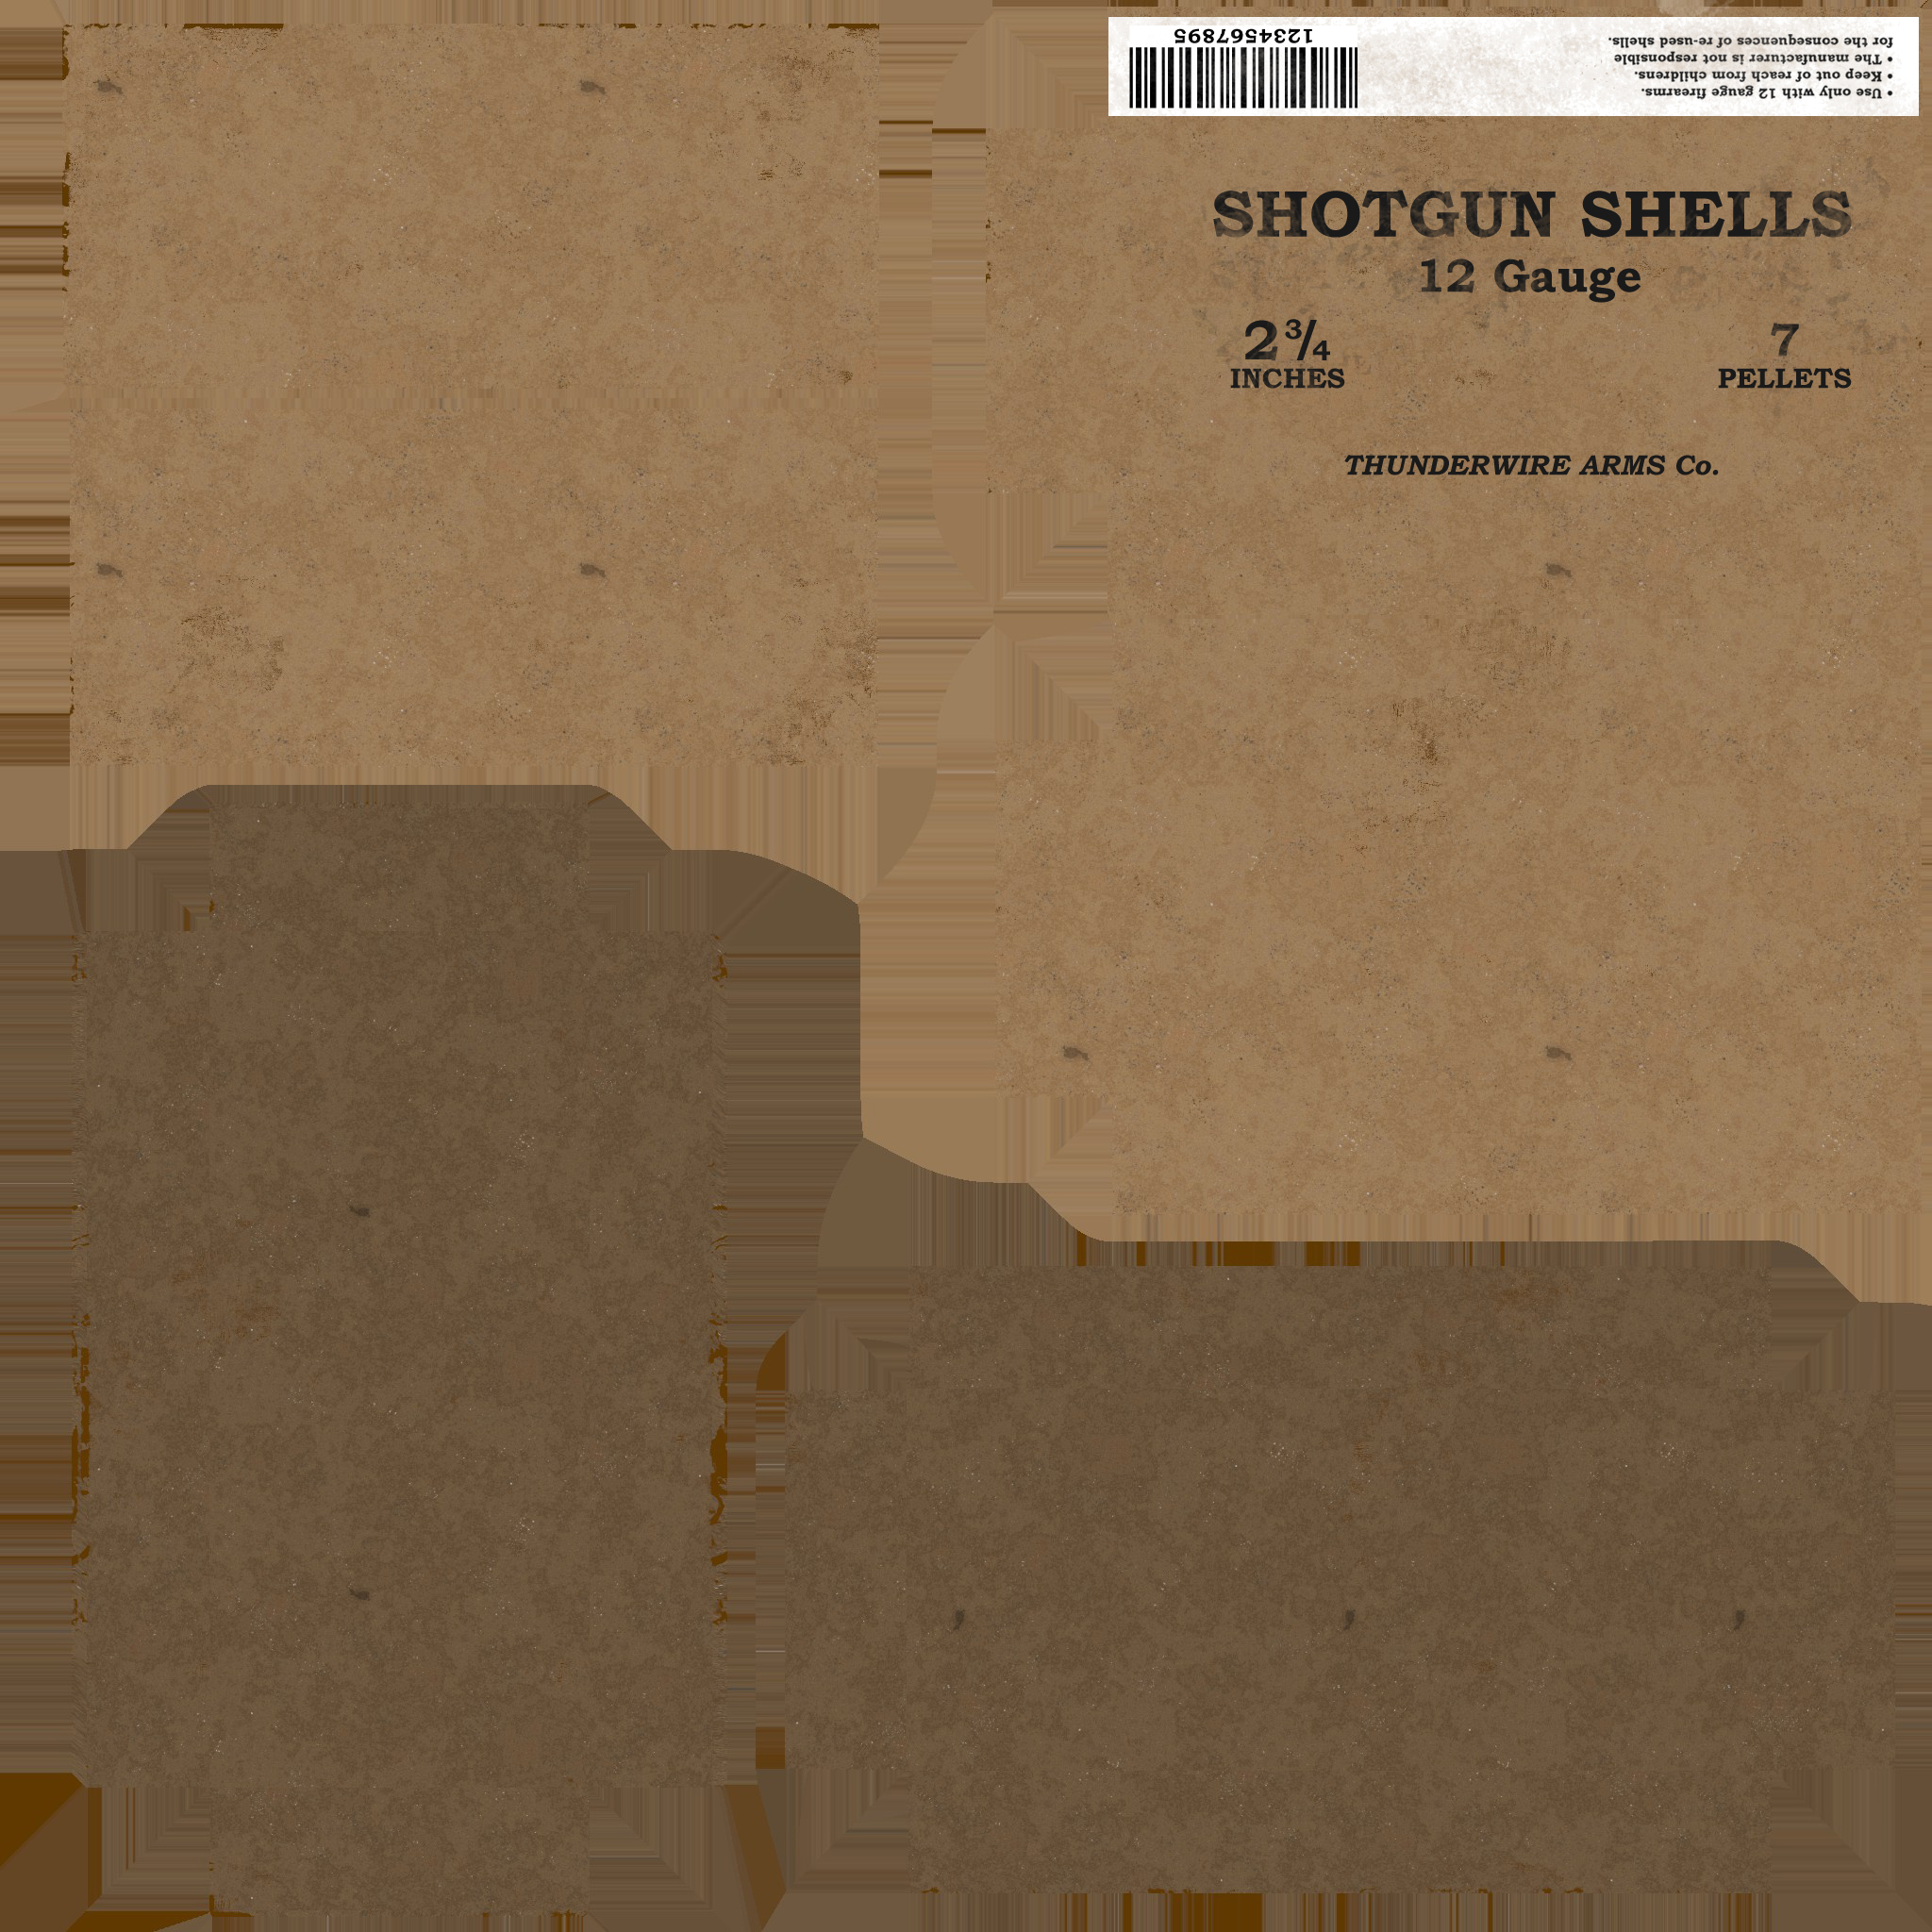 1234567895
• Use only with 12 gauge firearms.
• Keep out of reach from childrens.
• The manufacturer is not responsible
for the consequences of re-used shells.
SHOTGUN SHELLS
12 Gauge
2 3/4
INCHES
7
PELLETS
THUNDERWIRE ARMS Co.